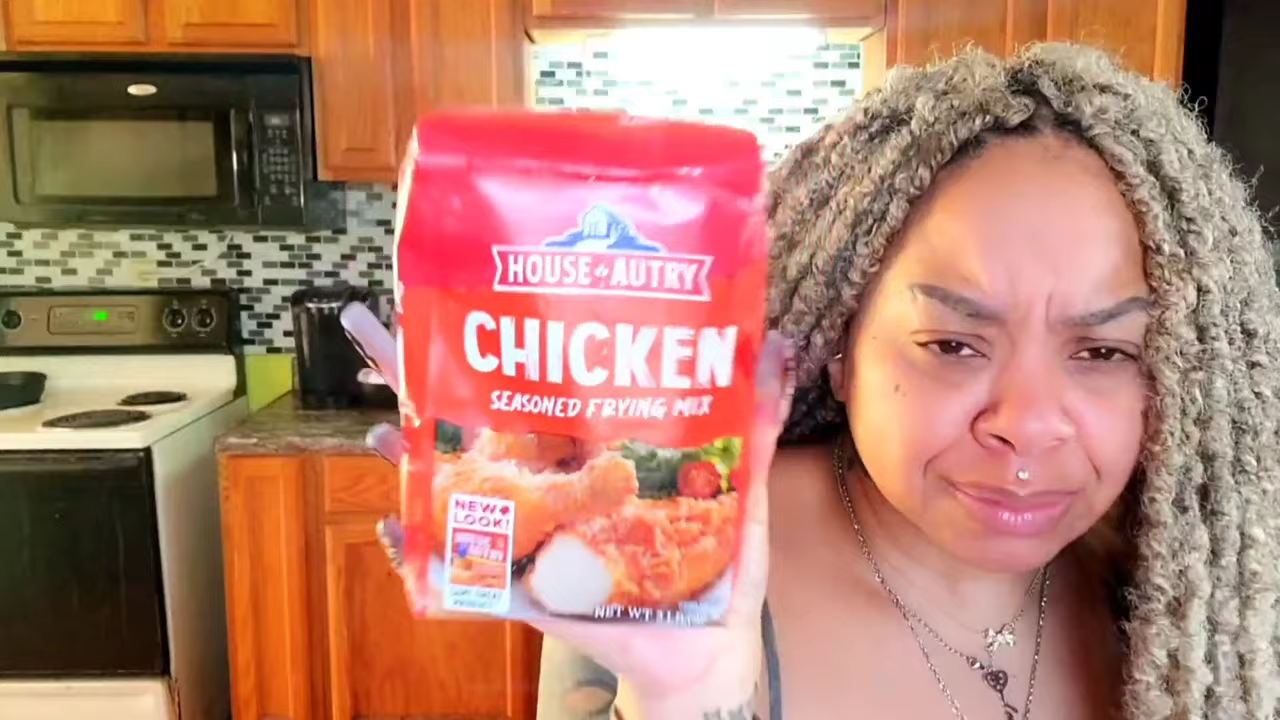 HOUSE & AUTRY
CHICKEN
SEASONED FRYING MIX
NEW
LOOK!
NET WT